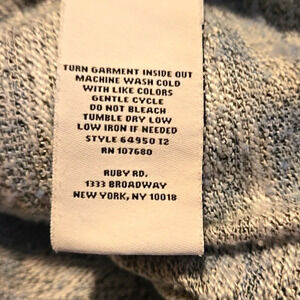 TURN GARMENT INSIDE OUT
MACHINE WASH COLD
WITH LIKE COLORS
GENTLE CYCLE
DO NOT BLEACH
TUMBLE DRY LOW
LOW IRON IF NEEDED
STYLE 64950 T2
RN 107680
RUBY RD.
1333 BROADWAY
NEW YORK, NY 10018